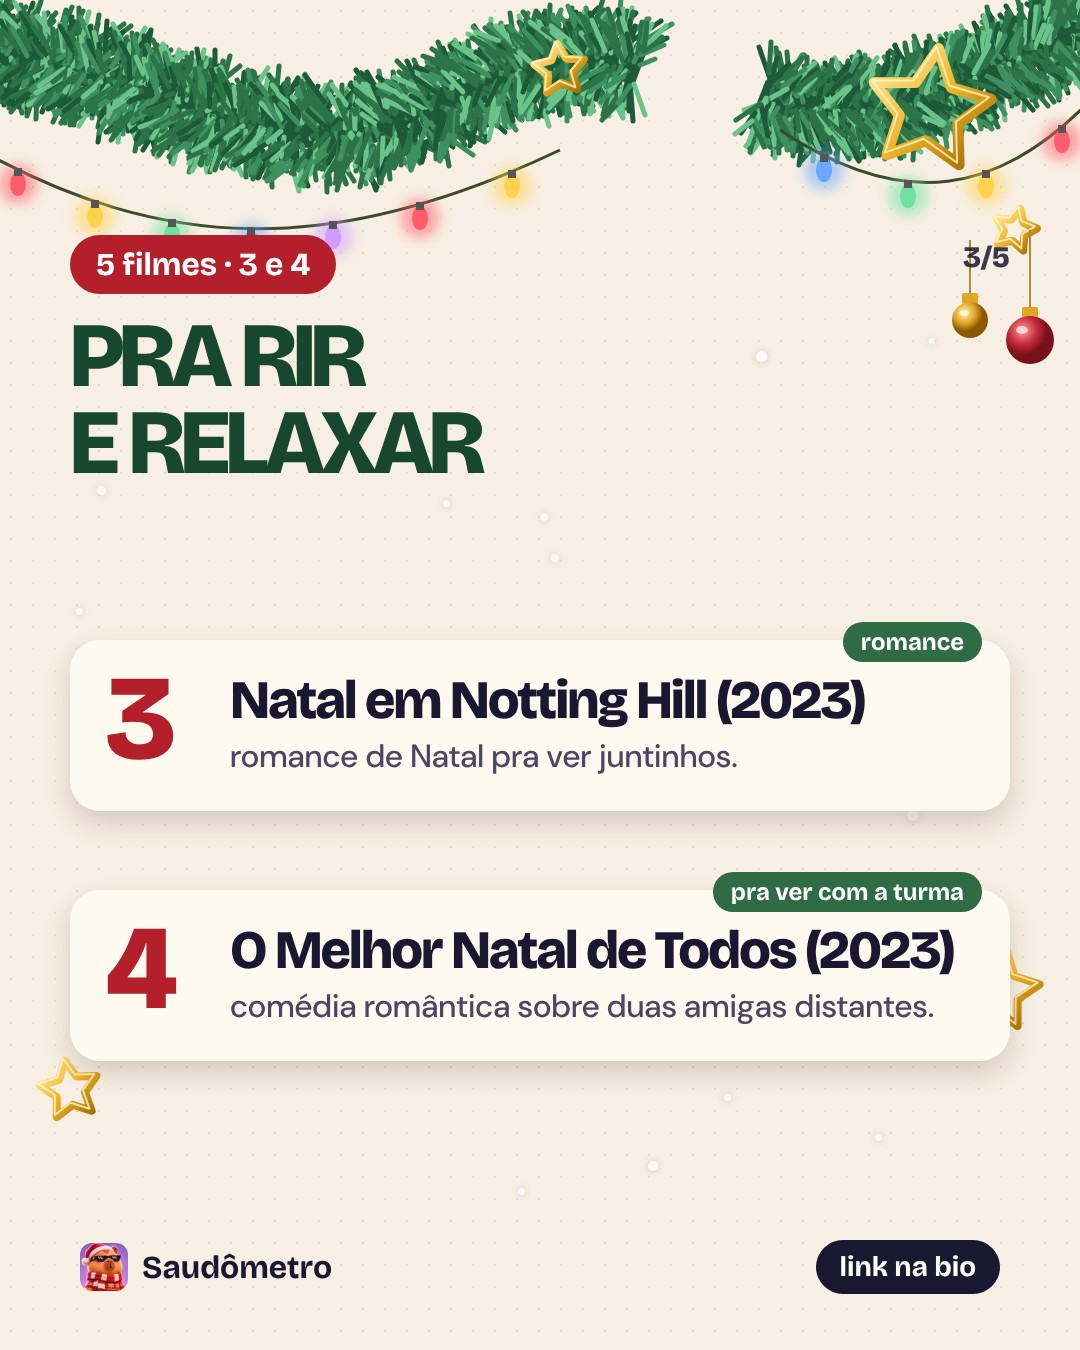 5 filmes · 3 e 4
3/5
PRA RIR
E RELAXAR
romance
3
Natal em Notting Hill (2023)
romance de Natal pra ver juntinhos.
pra ver com a turma
4
O Melhor Natal de Todos (2023)
comédia romântica sobre duas amigas distantes.
Saudômetro
link na bio